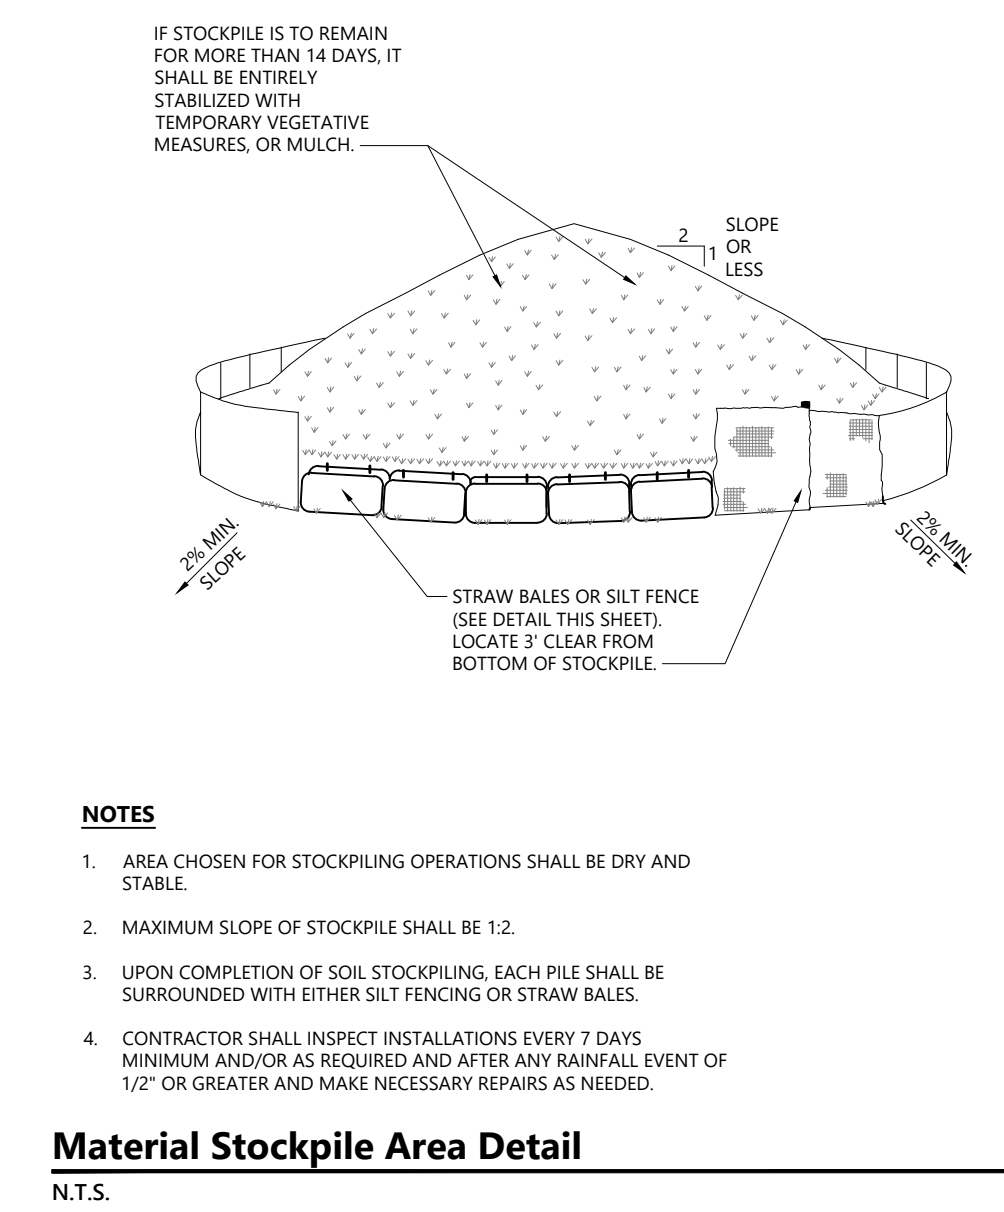 IF STOCKPILE IS TO REMAIN
FOR MORE THAN 14 DAYS, IT
SHALL BE ENTIRELY
STABILIZED WITH
TEMPORARY VEGETATIVE
MEASURES, OR MULCH.
2
1
SLOPE
OR
LESS
2% MIN.
SLOPE
2% MIN.
SLOPE
STRAW BALES OR SILT FENCE
(SEE DETAIL THIS SHEET).
LOCATE 3' CLEAR FROM
BOTTOM OF STOCKPILE.
NOTES
1. AREA CHOSEN FOR STOCKPILING OPERATIONS SHALL BE DRY AND
STABLE.
2. MAXIMUM SLOPE OF STOCKPILE SHALL BE 1:2.
3. UPON COMPLETION OF SOIL STOCKPILING, EACH PILE SHALL BE
SURROUNDED WITH EITHER SILT FENCING OR STRAW BALES.
4. CONTRACTOR SHALL INSPECT INSTALLATIONS EVERY 7 DAYS
MINIMUM AND/OR AS REQUIRED AND AFTER ANY RAINFALL EVENT OF
1/2" OR GREATER AND MAKE NECESSARY REPAIRS AS NEEDED.
Material Stockpile Area Detail
N.T.S.